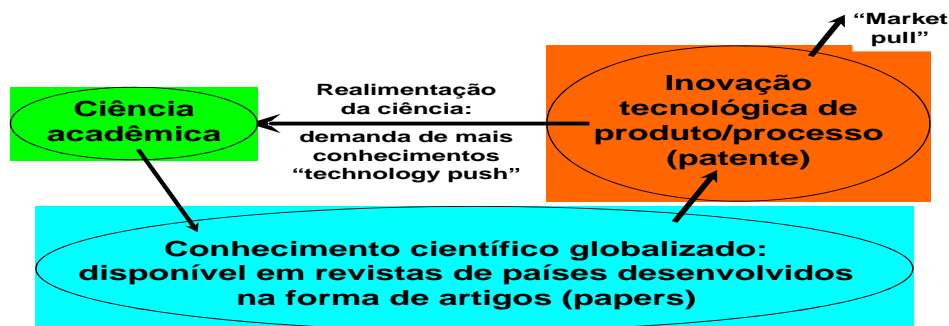 “Market
pull”
Inovação
tecnológica de
produto/processo
(patente)
Realimentação
da ciência:
demanda de mais
conhecimentos
“technology push”
Ciência
acadêmica
Conhecimento científico globalizado:
disponível em revistas de países desenvolvidos
na forma de artigos (papers)